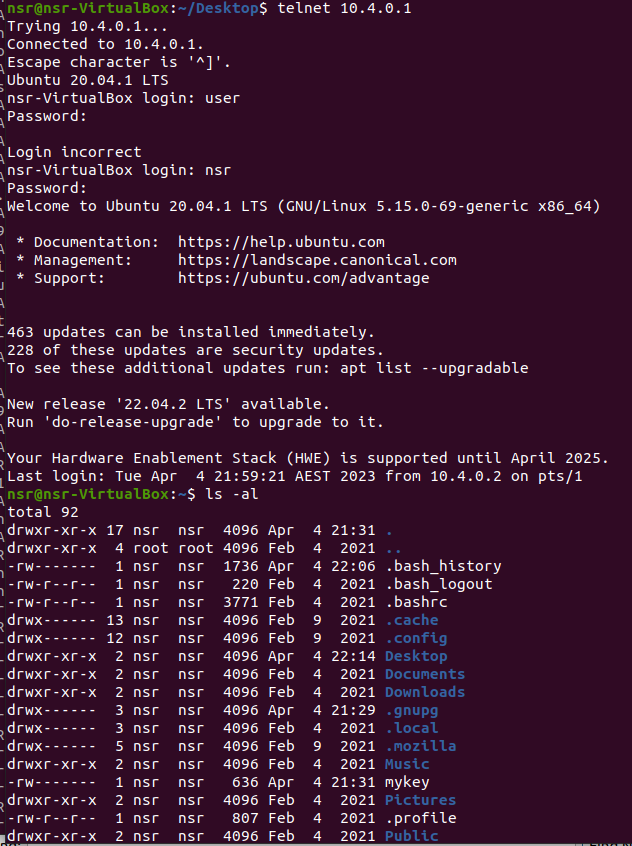 nsr@nsr-VirtualBox:~/Desktop$ telnet 10.4.0.1
Trying 10.4.0.1...
Connected to 10.4.0.1.
Escape character is '^]'.
Ubuntu 20.04.1 LTS
nsr-VirtualBox login: user
Password:
Login incorrect
nsr-VirtualBox login: nsr
Password:
Welcome to Ubuntu 20.04.1 LTS (GNU/Linux 5.15.0-69-generic x86_64)
* Documentation:  https://help.ubuntu.com
* Management:     https://landscape.canonical.com
* Support:        https://ubuntu.com/advantage
463 updates can be installed immediately.
228 of these updates are security updates.
To see these additional updates run: apt list --upgradable
New release '22.04.2 LTS' available.
Run 'do-release-upgrade' to upgrade to it.
Your Hardware Enablement Stack (HWE) is supported until April 2025.
Last login: Tue Apr  4 21:59:21 AEST 2023 from 10.4.0.2 on pts/1
nsr@nsr-VirtualBox:~$ ls -al
total 92
drwxr-xr-x 17 nsr  nsr  4096 Apr  4 21:31 .
drwxr-xr-x  4 root root 4096 Feb  4  2021 ..
-rw-------  1 nsr  nsr  1736 Apr  4 22:06 .bash_history
-rw-r--r--  1 nsr  nsr   220 Feb  4  2021 .bash_logout
-rw-r--r--  1 nsr  nsr  3771 Feb  4  2021 .bashrc
drwx------ 13 nsr  nsr  4096 Feb  9  2021 .cache
drwx------ 12 nsr  nsr  4096 Feb  9  2021 .config
drwxr-xr-x  2 nsr  nsr  4096 Apr  4 22:14 Desktop
drwxr-xr-x  2 nsr  nsr  4096 Feb  4  2021 Documents
drwxr-xr-x  2 nsr  nsr  4096 Feb  4  2021 Downloads
drwx------  3 nsr  nsr  4096 Apr  4 21:29 .gnupg
drwx------  3 nsr  nsr  4096 Feb  4  2021 .local
drwx------  5 nsr  nsr  4096 Feb  9  2021 .mozilla
drwxr-xr-x  2 nsr  nsr  4096 Feb  4  2021 Music
-rw-------  1 nsr  nsr   636 Apr  4 21:31 mykey
drwxr-xr-x  2 nsr  nsr  4096 Feb  4  2021 Pictures
-rw-r--r--  1 nsr  nsr   807 Feb  4  2021 .profile
drwxr-xr-x  2 nsr  nsr  4096 Feb  4  2021 Public